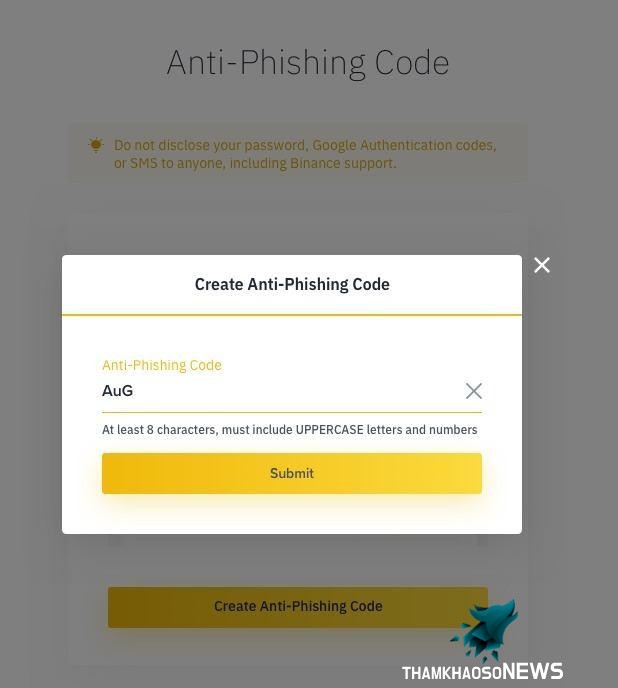 Anti-Phishing Code
Do not disclose your password, Google Authentication codes,
or SMS to anyone, including Binance support.
Create Anti-Phishing Code
Anti-Phishing Code
AuG
At least 8 characters, must include UPPERCASE letters and numbers
Submit
Create Anti-Phishing Code
THAMKHAOSONEWS